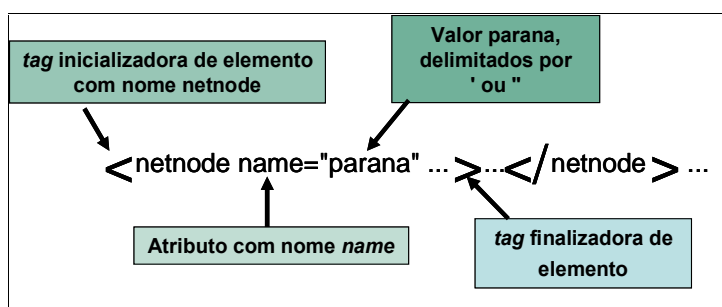 tag inicializadora de elemento
com nome netnode
Valor parana,
delimitados por
' ou "
<netnode name="parana" ... >...</netnode > ...
Atributo com nome name
tag finalizadora de
elemento